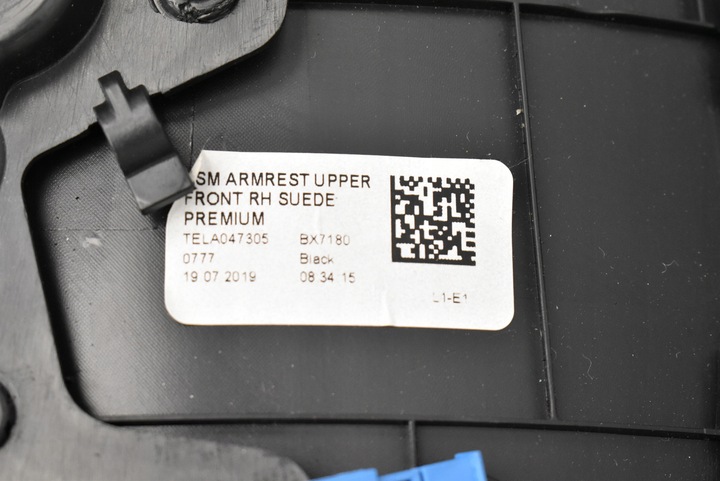 SM ARMREST UPPER
FRONT RH SUEDE
PREMIUM
TELA047305 BX7180
0777 Black
19 07 2019 08 34 15
L1-E1